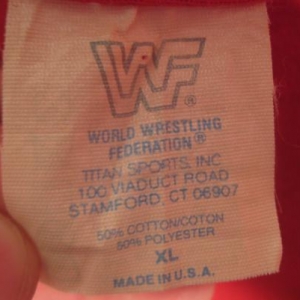 WF
®
WORLD WRESTLING
FEDERATION®
TITAN SPORTS, INC
100 VIADUCT ROAD
STAMFORD, CT 06907
50% COTTON/COTON
50% POLYESTER
XL
MADE IN U.S.A.